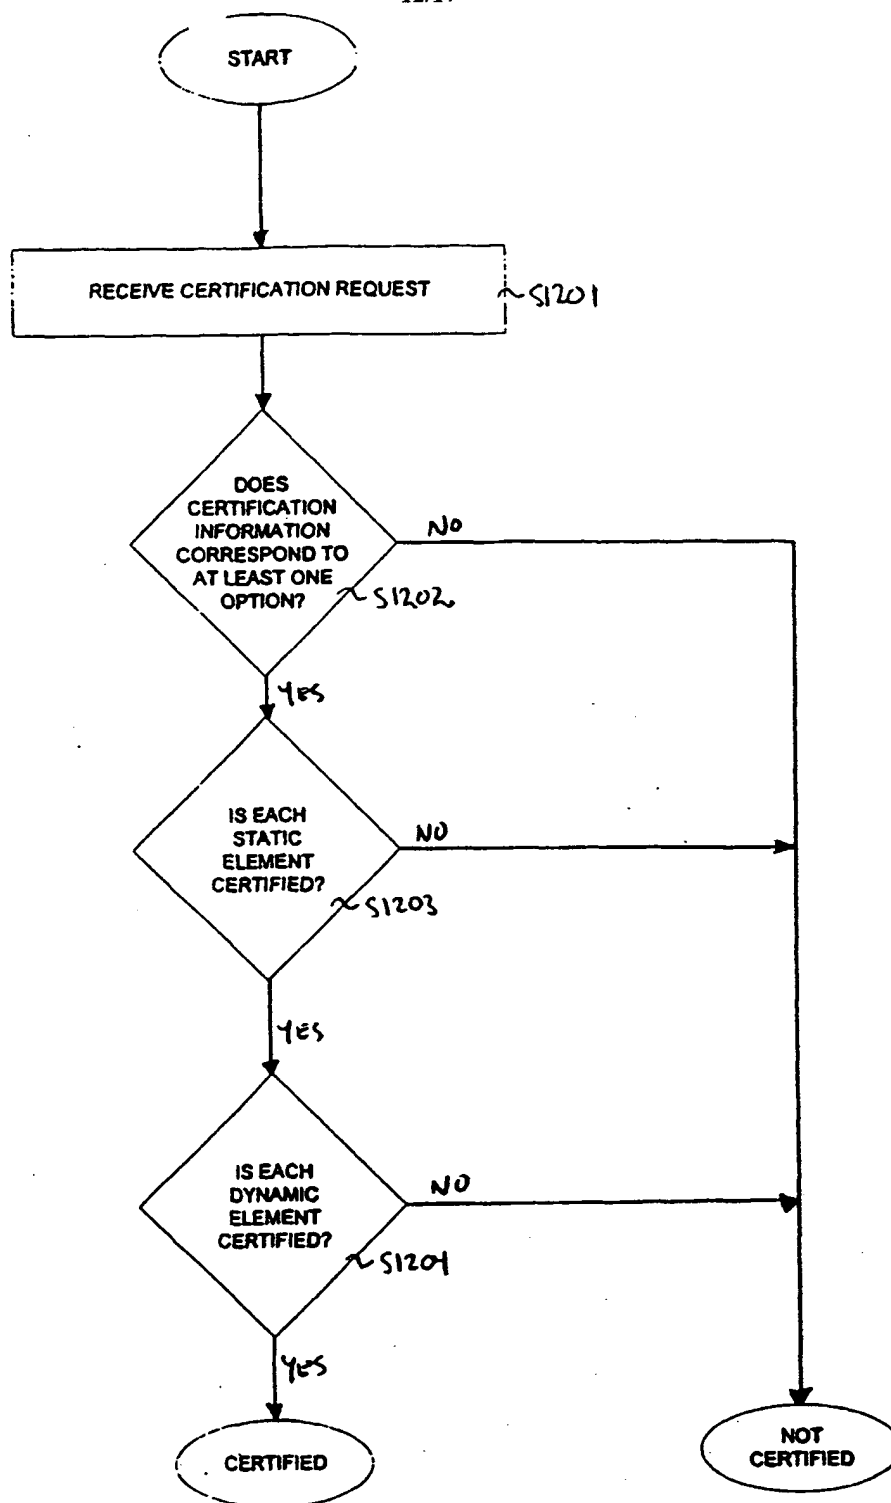 START
RECEIVE CERTIFICATION REQUEST
S1201
DOES
CERTIFICATION
INFORMATION
CORRESPOND TO
AT LEAST ONE
OPTION?
NO
S1202
YES
IS EACH
STATIC
ELEMENT
CERTIFIED?
NO
S1203
YES
IS EACH
DYNAMIC
ELEMENT
CERTIFIED?
NO
S1204
YES
CERTIFIED
NOT
CERTIFIED